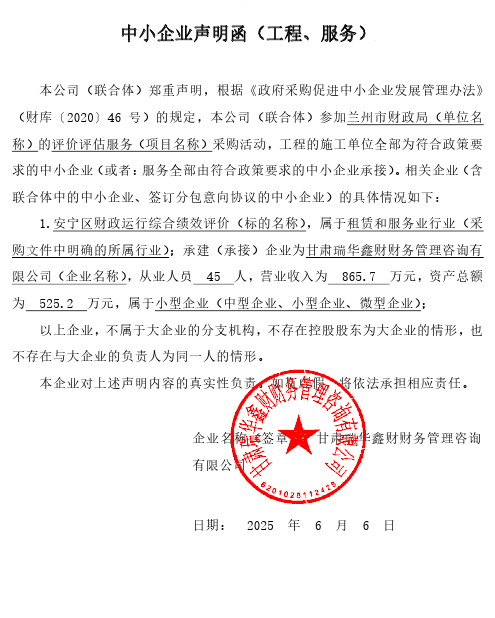 中小企业声明函（工程、服务）
本公司（联合体）郑重声明，根据《政府采购促进中小企业发展管理办法》
（财库〔2020〕46 号）的规定，本公司（联合体）参加兰州市财政局（单位名
称）的评价评估服务（项目名称）采购活动，工程的施工单位全部为符合政策要
求的中小企业（或者：服务全部由符合政策要求的中小企业承接）。相关企业（含
联合体中的中小企业、签订分包意向协议的中小企业）的具体情况如下：
1.安宁区财政运行综合绩效评价（标的名称），属于租赁和服务业行业（采
购文件中明确的所属行业）；承建（承接）企业为甘肃瑞华鑫财财务管理咨询有
限公司（企业名称），从业人员 45 人，营业收入为 865.7 万元，资产总额
为 525.2 万元，属于小型企业（中型企业、小型企业、微型企业）；
以上企业，不属于大企业的分支机构，不存在控股股东为大企业的情形，也
不存在与大企业的负责人为同一人的情形。
本企业对上述声明内容的真实性负责。如有虚假，将依法承担相应责任。
企业名称（签章）：甘肃瑞华鑫财财务管理咨询
有限公司
甘肃瑞华鑫财财务管理咨询有限公司
6201028112428
日期： 2025 年 6 月 6 日